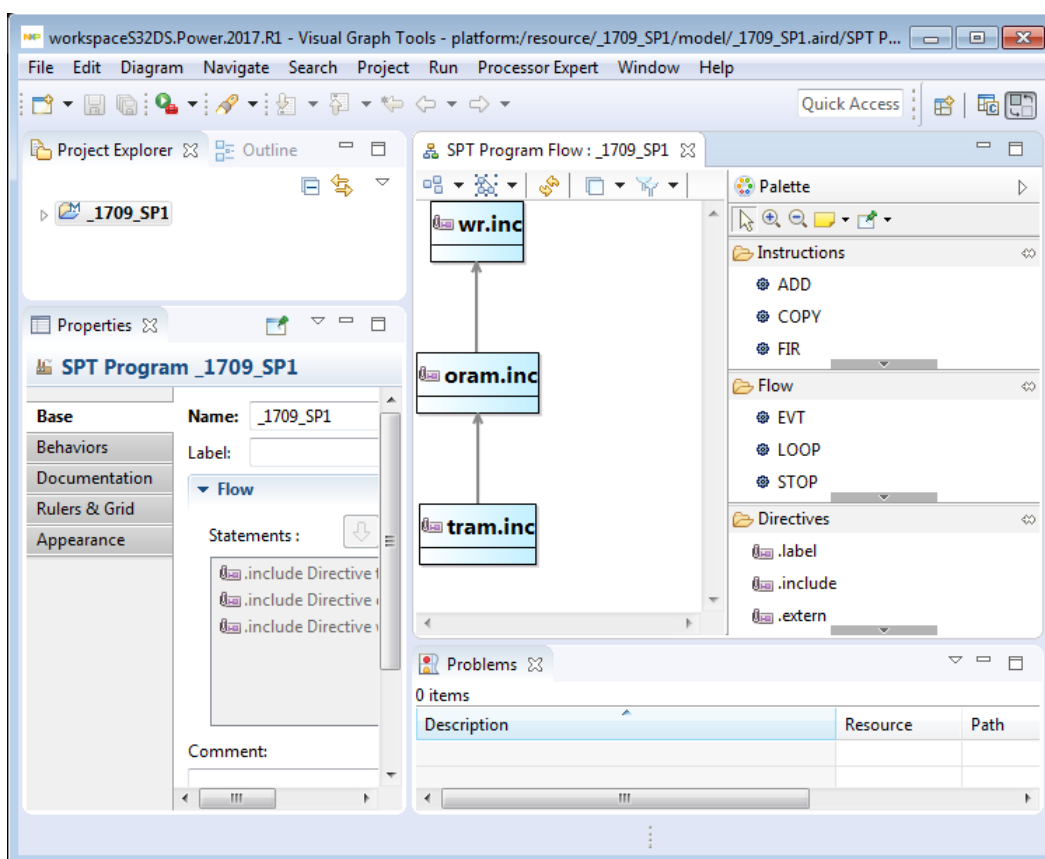 NXP workspaceS32DS.Power.2017.R1 - Visual Graph Tools - platform:/resource/_1709_SP1/model/_1709_SP1.aird/SPT P...
File Edit Diagram Navigate Search Project Run Processor Expert Window Help
Quick Access
Project Explorer Outline
_1709_SP1
Properties
SPT Program _1709_SP1
Base
Behaviors
Documentation
Rulers & Grid
Appearance
Name: _1709_SP1
Label:
Flow
Statements :
.include Directive
.include Directive
.include Directive
Comment:
SPT Program Flow : _1709_SP1
wr.inc
oram.inc
tram.inc
Palette
Instructions
ADD
COPY
FIR
Flow
EVT
LOOP
STOP
Directives
.label
.include
.extern
Problems
0 items
Description Resource Path